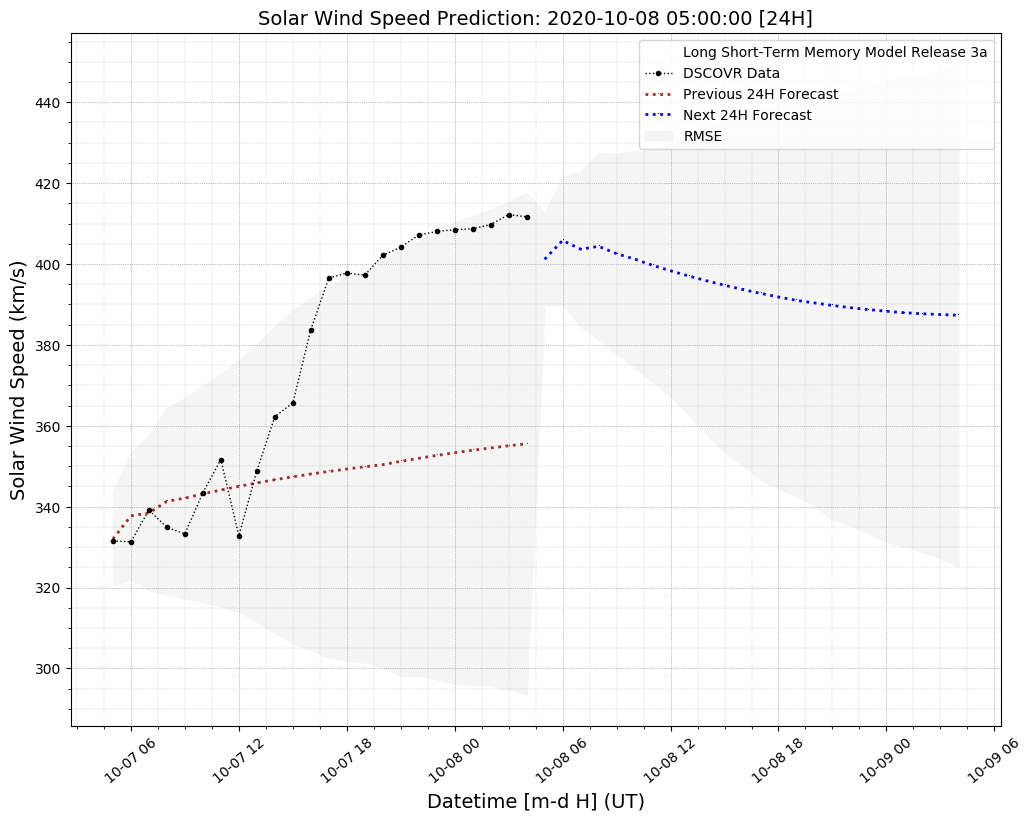 Solar Wind Speed Prediction: 2020-10-08 05:00:00 [24H]
Long Short-Term Memory Model Release 3a
DSCOVR Data
Previous 24H Forecast
Next 24H Forecast
RMSE
Solar Wind Speed (km/s)
440
420
400
380
360
340
320
300
10-07 06
10-07 12
10-07 18
10-08 00
10-08 06
10-08 12
10-08 18
10-09 00
10-09 06
Datetime [m-d H] (UT)